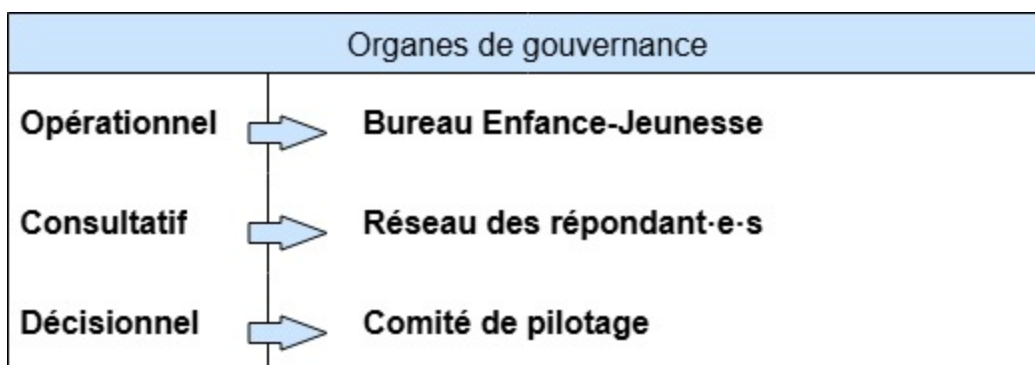 Organes de gouvernance
Opérationnel Bureau Enfance-Jeunesse
Consultatif Réseau des répondant·e·s
Décisionnel Comité de pilotage